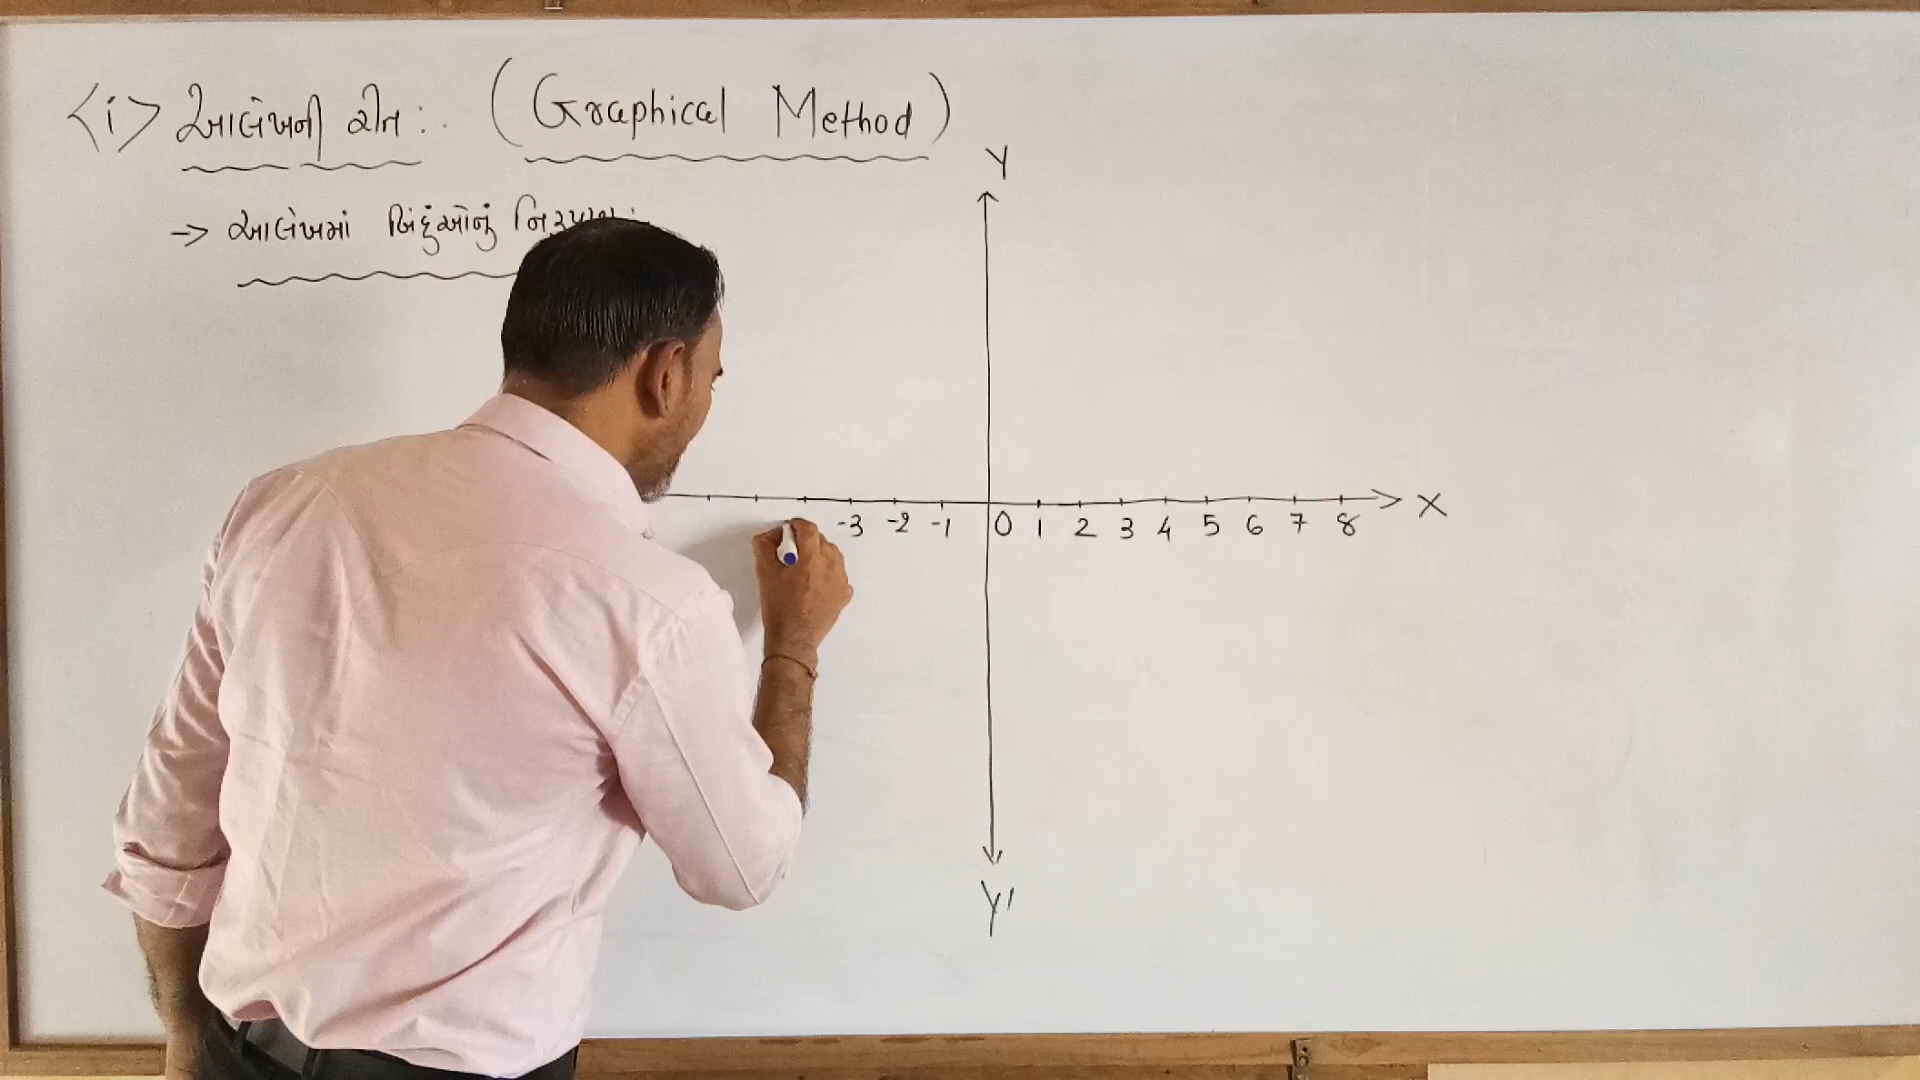 <i> આલેખની રીત : (Graphical Method)
→ આલેખમાં બિંદુઓનું નિરૂપણ :
Y
-3 -2 -1 0 1 2 3 4 5 6 7 8 X
Y'